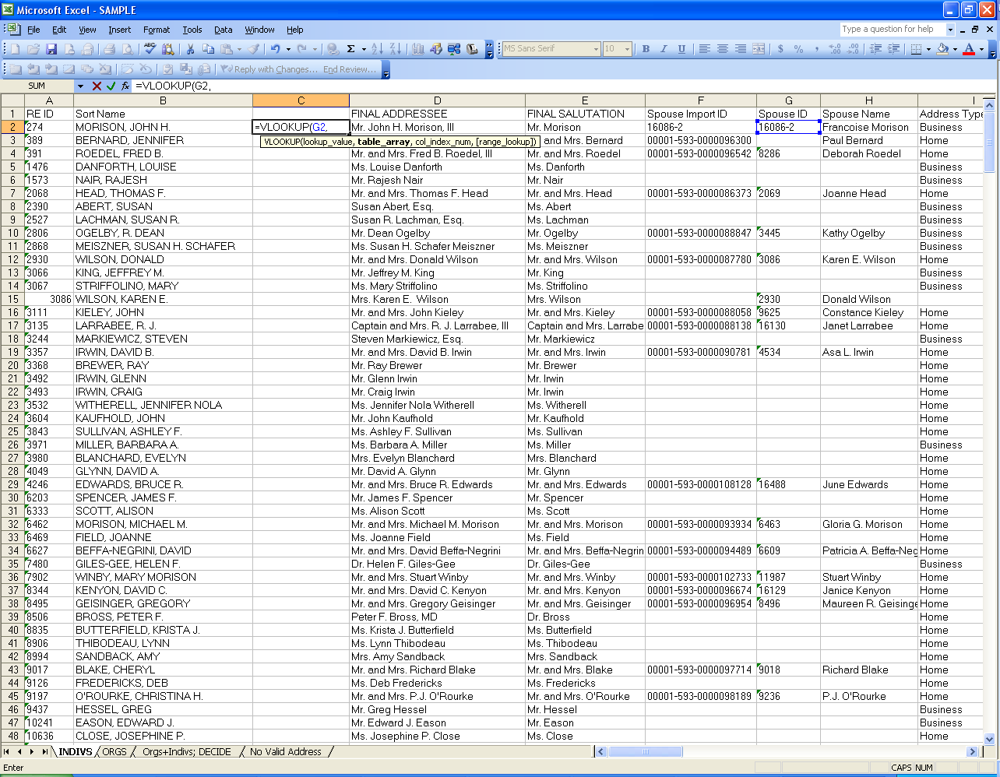 Microsoft Excel - SAMPLE
File Edit View Insert Format Tools Data Window Help Type a question for help
MS Sans Serif 10 B I U $ %
Reply with Changes... End Review...
SUM =VLOOKUP(G2,
A B C D E F G H I
1 RE ID Sort Name FINAL ADDRESSEE FINAL SALUTATION Spouse Import ID Spouse ID Spouse Name Address Type
2 274 MORISON, JOHN H. =VLOOKUP(G2, Mr. John H. Morison, III Mr. Morison 16086-2 16086-2 Francoise Morison Business
VLOOKUP(lookup_value, table_array, col_index_num, [range_lookup])
3 389 BERNARD, JENNIFER and Mrs. Bernard 00001-593-0000096300 Paul Bernard Home
4 391 ROEDEL, FRED B. Mr. and Mrs. Fred B. Roedel, III Mr. and Mrs. Roedel 00001-593-0000096542 8286 Deborah Roedel Home
5 1476 DANFORTH, LOUISE Ms. Louise Danforth Ms. Danforth Business
6 1573 NAIR, RAJESH Mr. Rajesh Nair Mr. Nair Business
7 2068 HEAD, THOMAS F. Mr. and Mrs. Thomas F. Head Mr. and Mrs. Head 00001-593-0000086373 2069 Joanne Head Home
8 2390 ABERT, SUSAN Susan Abert, Esq. Ms. Abert Business
9 2527 LACHMAN, SUSAN R. Susan R. Lachman, Esq. Ms. Lachman Business
10 2806 OGELBY, R. DEAN Mr. Dean Ogelby Mr. Ogelby 00001-593-0000088847 3445 Kathy Ogelby Business
11 2868 MEISZNER, SUSAN H. SCHAFER Ms. Susan H. Schafer Meiszner Ms. Meiszner Business
12 2930 WILSON, DONALD Mr. and Mrs. Donald Wilson Mr. and Mrs. Wilson 00001-593-0000087780 3086 Karen E. Wilson Home
13 3066 KING, JEFFREY M. Mr. Jeffrey M. King Mr. King Business
14 3067 STRIFFOLINO, MARY Ms. Mary Striffolino Ms. Striffolino Business
15 3086 WILSON, KAREN E. Mrs. Karen E. Wilson Mrs. Wilson 2930 Donald Wilson
16 3111 KIELEY, JOHN Mr. and Mrs. John Kieley Mr. and Mrs. Kieley 00001-593-0000088058 9625 Constance Kieley Home
17 3135 LARRABEE, R. J. Captain and Mrs. R. J. Larrabee, III Captain and Mrs. Larrabe 00001-593-0000088138 16130 Janet Larrabee Home
18 3244 MARKIEWICZ, STEVEN Steven Markiewicz, Esq. Mr. Markiewicz Business
19 3357 IRWIN, DAVID B. Mr. and Mrs. David B. Irwin Mr. and Mrs. Irwin 00001-593-0000090781 4534 Asa L. Irwin Home
20 3368 BREWER, RAY Mr. Ray Brewer Mr. Brewer Home
21 3492 IRWIN, GLENN Mr. Glenn Irwin Mr. Irwin Home
22 3493 IRWIN, CRAIG Mr. Craig Irwin Mr. Irwin Home
23 3532 WITHERELL, JENNIFER NOLA Ms. Jennifer Nola Witherell Ms. Witherell Home
24 3604 KAUFHOLD, JOHN Mr. John Kaufhold Mr. Kaufhold Home
25 3843 SULLIVAN, ASHLEY F. Ms. Ashley F. Sullivan Ms. Sullivan Home
26 3971 MILLER, BARBARA A. Ms. Barbara A. Miller Ms. Miller Business
27 3980 BLANCHARD, EVELYN Mrs. Evelyn Blanchard Mrs. Blanchard Home
28 4049 GLYNN, DAVID A. Mr. David A. Glynn Mr. Glynn Home
29 4246 EDWARDS, BRUCE R. Mr. and Mrs. Bruce R. Edwards Mr. and Mrs. Edwards 00001-593-0000108128 16488 June Edwards Home
30 6203 SPENCER, JAMES F. Mr. James F. Spencer Mr. Spencer Home
31 6333 SCOTT, ALISON Ms. Alison Scott Ms. Scott Home
32 6462 MORISON, MICHAEL M. Mr. and Mrs. Michael M. Morison Mr. and Mrs. Morison 00001-593-0000093934 6463 Gloria G. Morison Home
33 6469 FIELD, JOANNE Ms. Joanne Field Ms. Field Home
34 6627 BEFFA-NEGRINI, DAVID Mr. and Mrs. David Beffa-Negrini Mr. and Mrs. Beffa-Negrin 00001-593-0000094489 6609 Patricia A. Beffa-Neg Home
35 7480 GILES-GEE, HELEN F. Dr. Helen F. Giles-Gee Dr. Giles-Gee Business
36 7902 WINBY, MARY MORISON Mr. and Mrs. Stuart Winby Mr. and Mrs. Winby 00001-593-0000102733 11987 Stuart Winby Home
37 8344 KENYON, DAVID C. Mr. and Mrs. David C. Kenyon Mr. and Mrs. Kenyon 00001-593-0000096674 16129 Janice Kenyon Home
38 8495 GEISINGER, GREGORY Mr. and Mrs. Gregory Geisinger Mr. and Mrs. Geisinger 00001-593-0000096954 8496 Maureen R. Geisinge Home
39 8506 BROSS, PETER F. Peter F. Bross, MD Dr. Bross Home
40 8835 BUTTERFIELD, KRISTA J. Ms. Krista J. Butterfield Ms. Butterfield Home
41 8906 THIBODEAU, LYNN Ms. Lynn Thibodeau Ms. Thibodeau Home
42 8994 SANDBACK, AMY Mrs. Amy Sandback Mrs. Sandback Home
43 9017 BLAKE, CHERYL Mr. and Mrs. Richard Blake Mr. and Mrs. Blake 00001-593-0000097714 9018 Richard Blake Home
44 9126 FREDERICKS, DEB Ms. Deb Fredericks Ms. Fredericks Home
45 9197 O'ROURKE, CHRISTINA H. Mr. and Mrs. P.J. O'Rourke Mr. and Mrs. O'Rourke 00001-593-0000098189 9236 P.J. O'Rourke Home
46 9437 HESSEL, GREG Mr. Greg Hessel Mr. Hessel Business
47 10241 EASON, EDWARD J. Mr. Edward J. Eason Mr. Eason Business
48 10636 CLOSE, JOSEPHINE P. Ms. Josephine P. Close Ms. Close Home
INDIVS ORGS Orgs+Indivs; DECIDE No Valid Address
Enter CAPS NUM